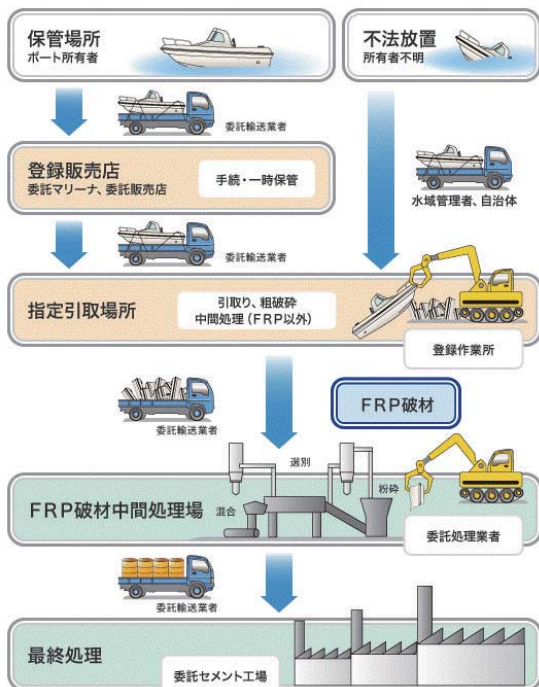 保管場所
ボート所有者
不法放置
所有者不明
委託輸送業者
登録販売店
委託マリーナ、委託販売店
手続・一時保管
水域管理者、自治体
委託輸送業者
指定引取場所
引取り、粗破砕
中間処理（FRP以外）
登録作業所
FRP破材
委託輸送業者
選別
粉砕
混合
FRP破材中間処理場
委託処理業者
委託輸送業者
最終処理
委託セメント工場